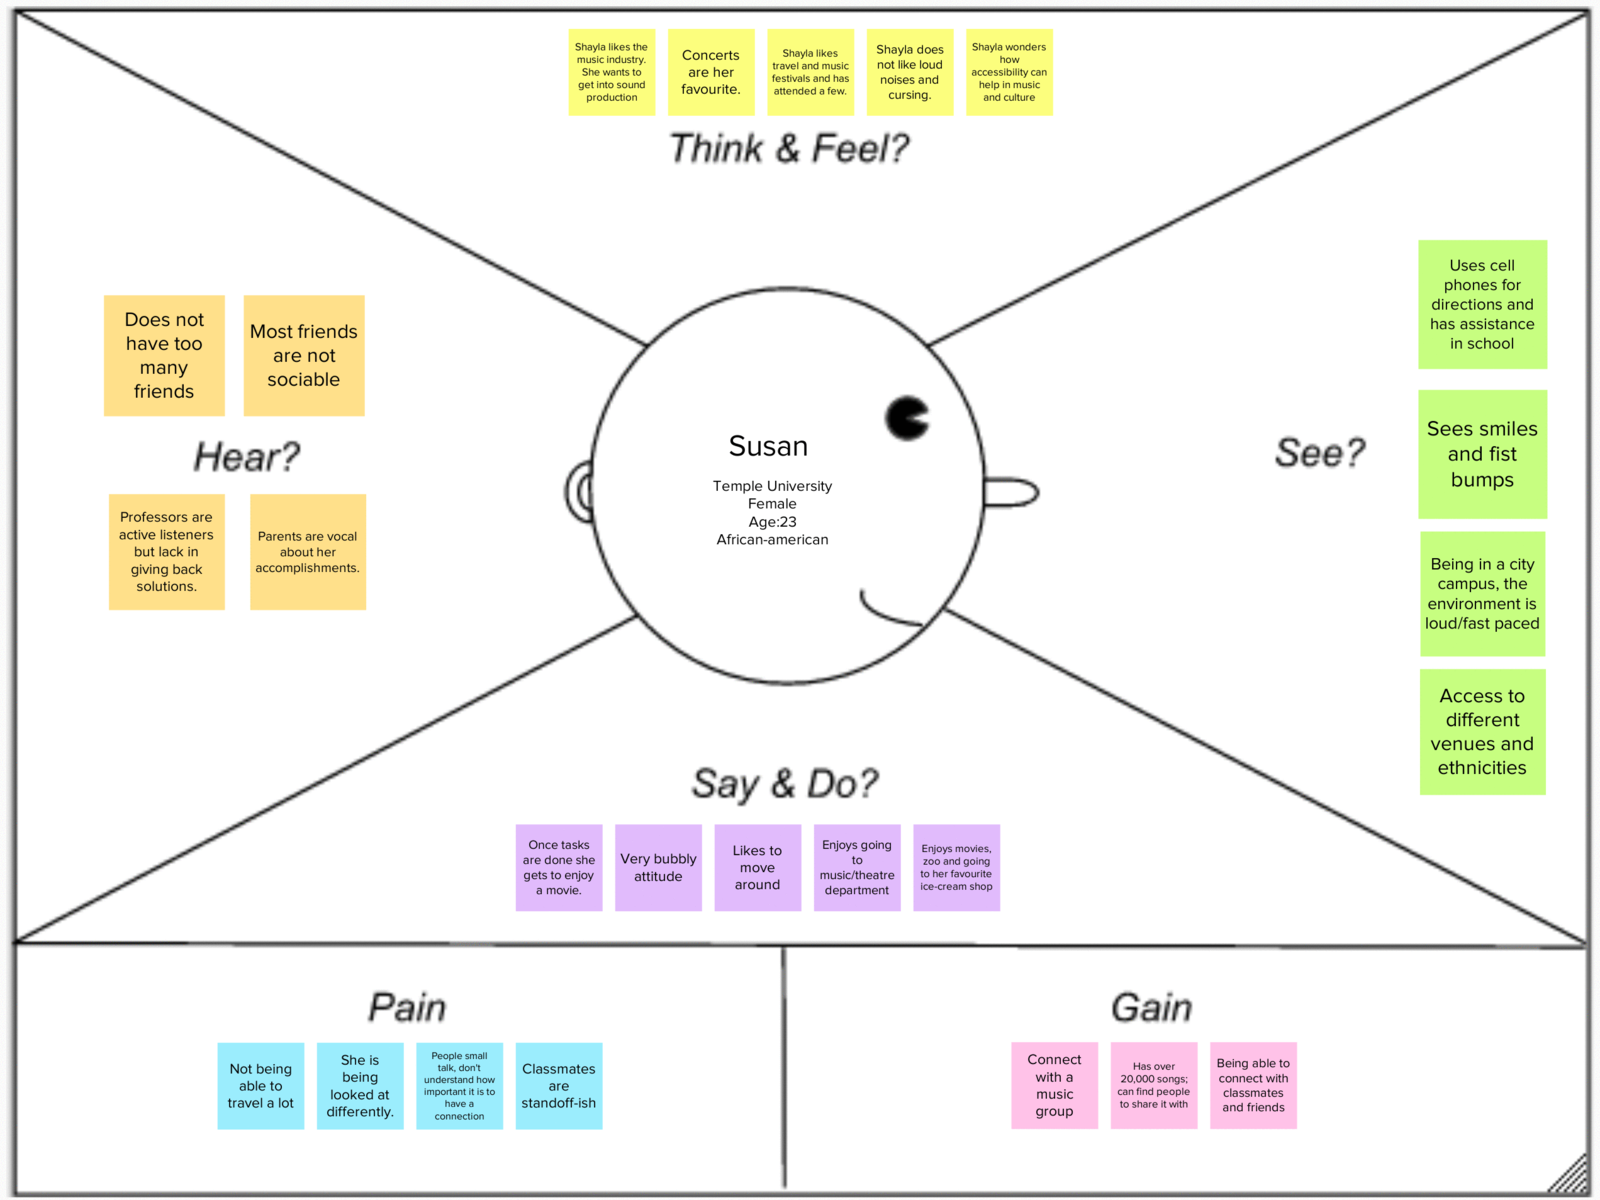 Shayla likes the
music industry.
She wants to
get into sound
production
Concerts
are her
favourite.
Shayla likes
travel and music
festivals and has
attended a few.
Shayla does
not like loud
noises and
cursing.
Shayla wonders
how
accessibility can
help in music
and culture
Think & Feel?
Does not
have too
many
friends
Most friends
are not
sociable
Hear?
Professors are
active listeners
but lack in
giving back
solutions.
Parents are vocal
about her
accomplishments.
Susan
Temple University
Female
Age:23
African-american
See?
Uses cell
phones for
directions and
has assistance
in school
Sees smiles
and fist
bumps
Being in a city
campus, the
environment is
loud/fast paced
Access to
different
venues and
ethnicities
Say & Do?
Once tasks
are done she
gets to enjoy
a movie.
Very bubbly
attitude
Likes to
move
around
Enjoys going
to
music/theatre
department
Enjoys movies,
zoo and going
to her favourite
ice-cream shop
Pain
Not being
able to
travel a lot
She is
being
looked at
differently.
People small
talk, don't
understand how
important it is to
have a
connection
Classmates
are
standoff-ish
Gain
Connect
with a
music
group
Has over
20,000 songs;
can find people
to share it with
Being able to
connect with
classmates
and friends